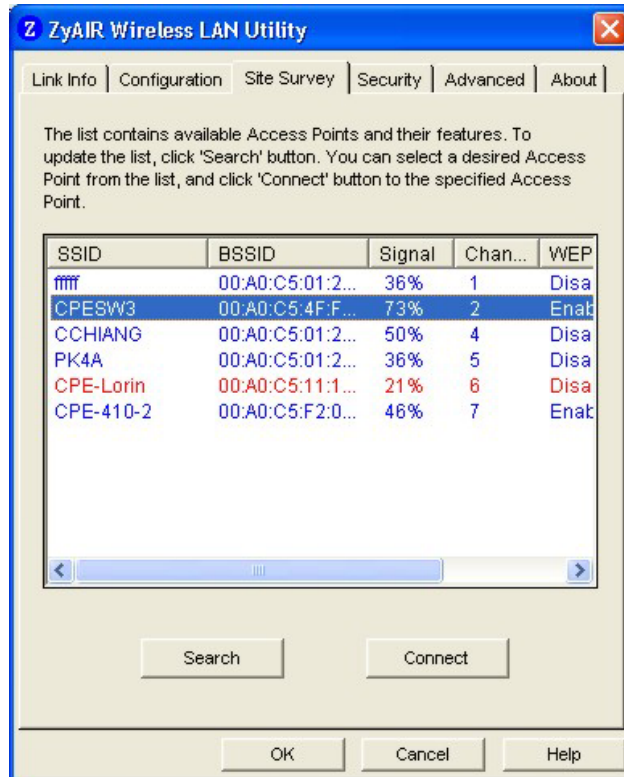 Z ZyAIR Wireless LAN Utility
Link Info Configuration Site Survey Security Advanced About
The list contains available Access Points and their features. To
update the list, click 'Search' button. You can select a desired Access
Point from the list, and click 'Connect' button to the specified Access
Point.
SSID BSSID Signal Chan... WEP
fffff 00:A0:C5:01:2... 36% 1 Disa
CPESW3 00:A0:C5:4F:F... 73% 2 Enab
CCHIANG 00:A0:C5:01:2... 50% 4 Disa
PK4A 00:A0:C5:01:2... 36% 5 Disa
CPE-Lorin 00:A0:C5:11:1... 21% 6 Disa
CPE-410-2 00:A0:C5:F2:0... 46% 7 Enab
Search Connect
OK Cancel Help